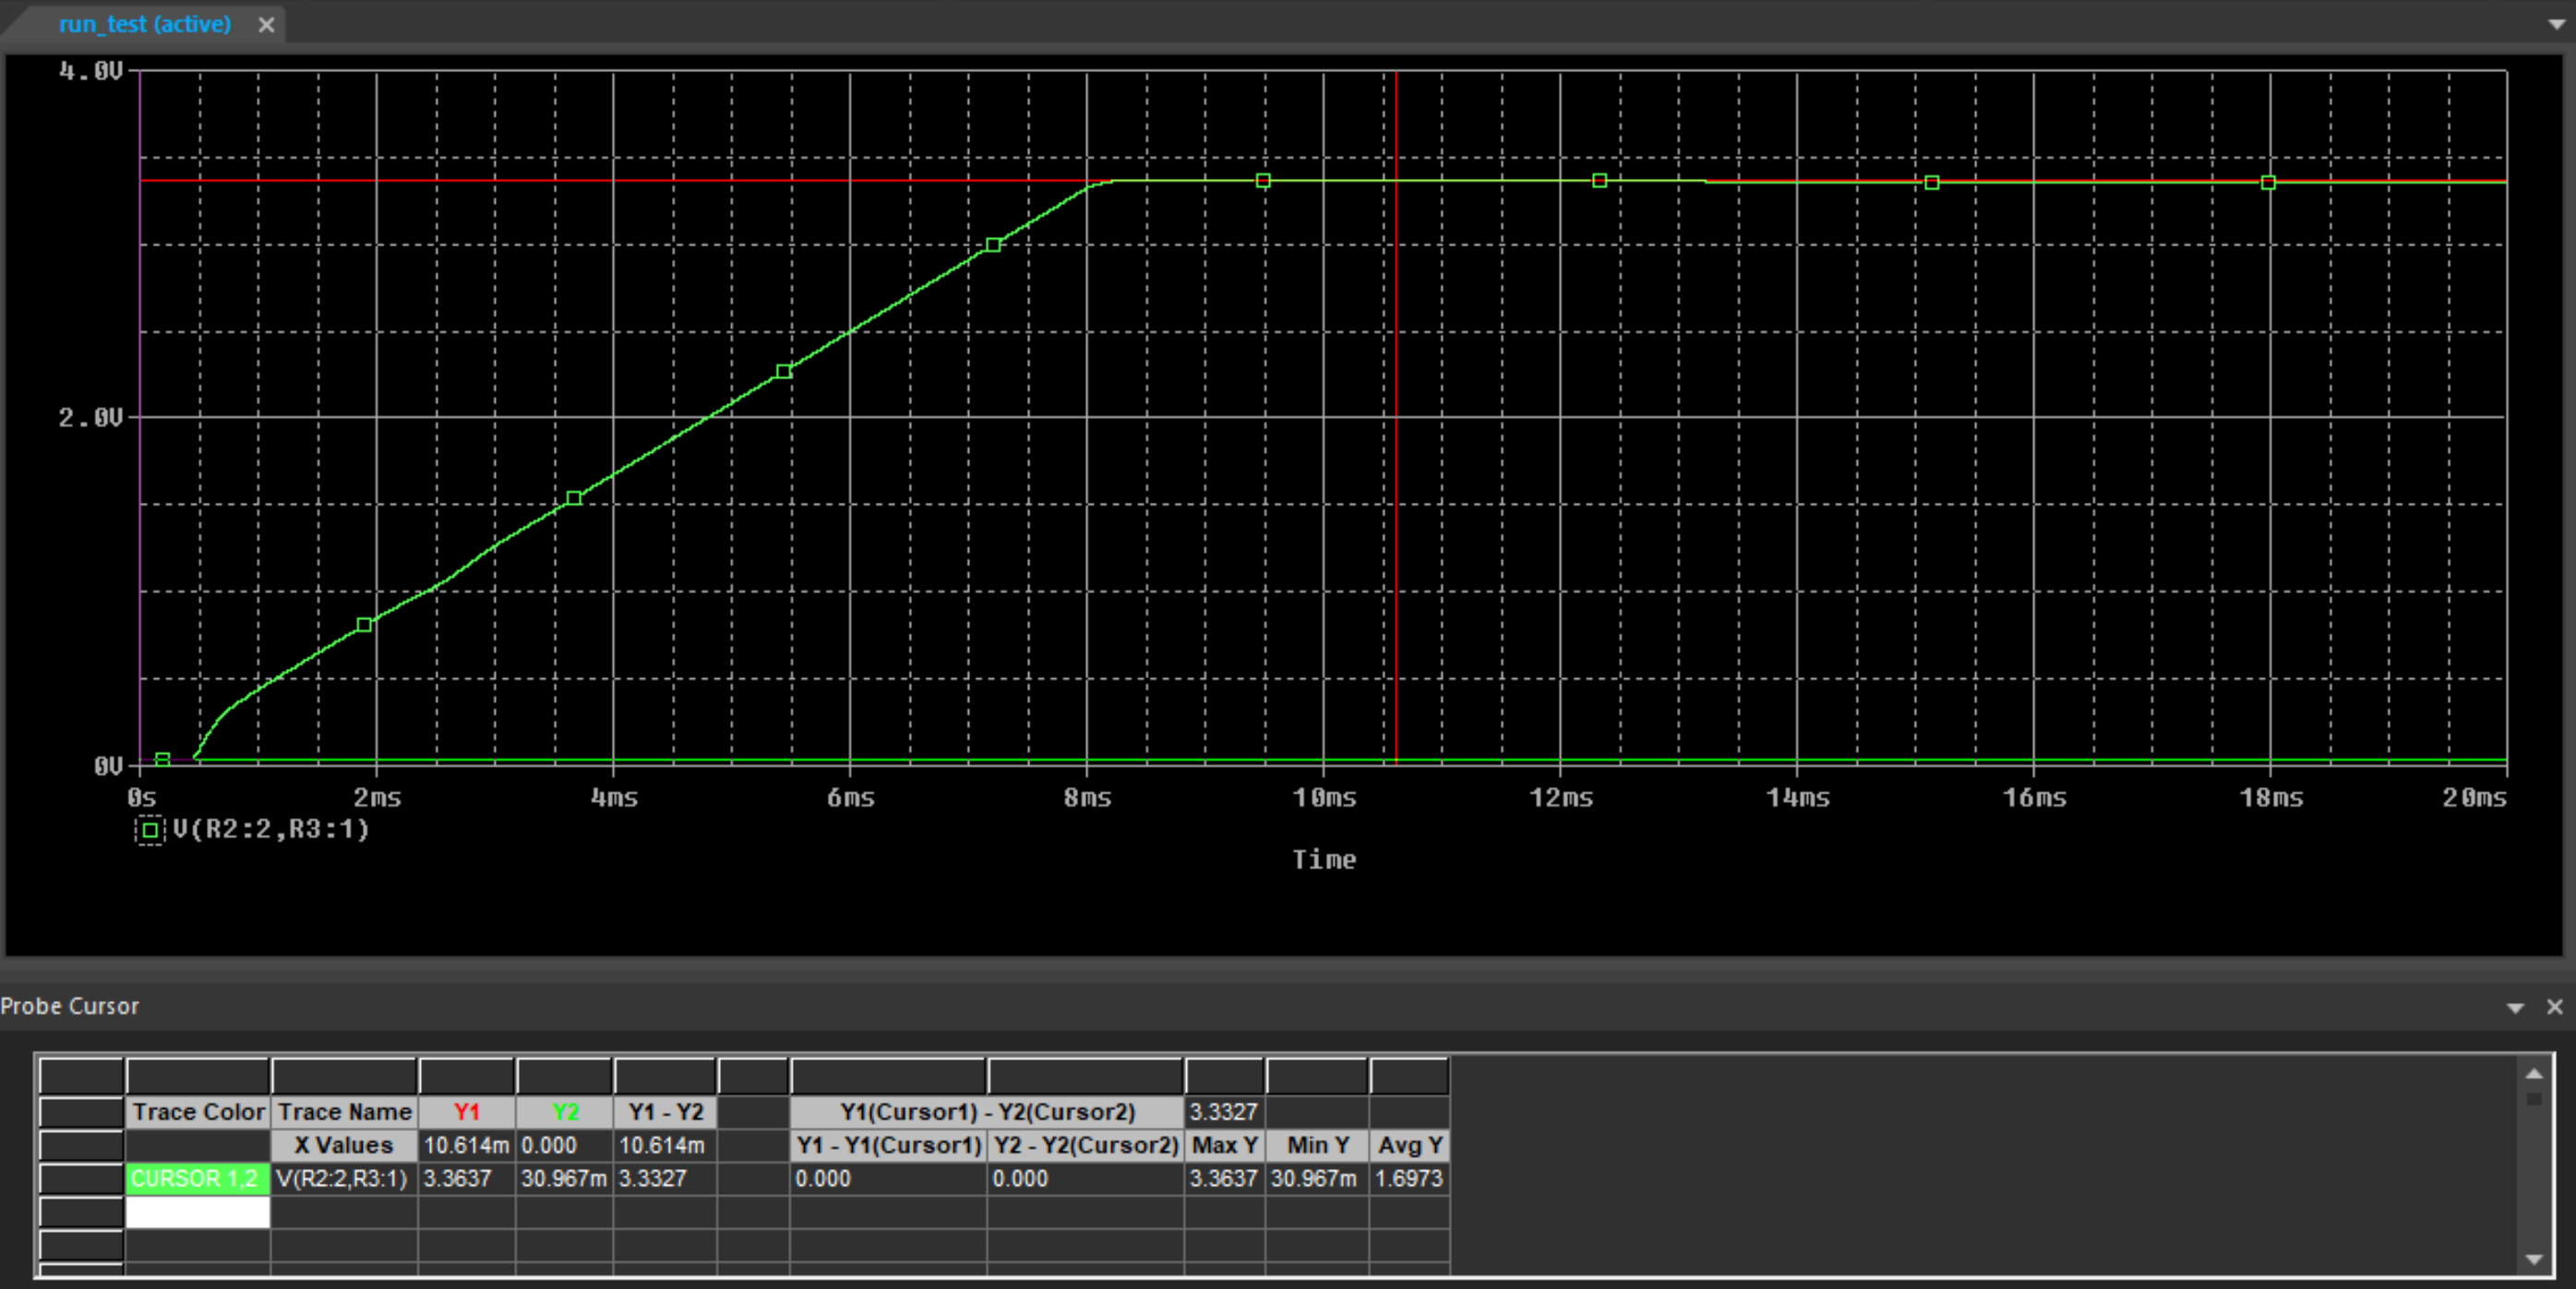 run_test (active)
4.0V
2.0V
0V
0s 2ms 4ms 6ms 8ms 10ms 12ms 14ms 16ms 18ms 20ms
V(R2:2,R3:1)
Time
Probe Cursor
Trace Color Trace Name Y1 Y2 Y1 - Y2 Y1(Cursor1) - Y2(Cursor2) 3.3327
X Values 10.614m 0.000 10.614m Y1 - Y1(Cursor1) Y2 - Y2(Cursor2) Max Y Min Y Avg Y
CURSOR 1,2 V(R2:2,R3:1) 3.3637 30.967m 3.3327 0.000 0.000 3.3637 30.967m 1.6973